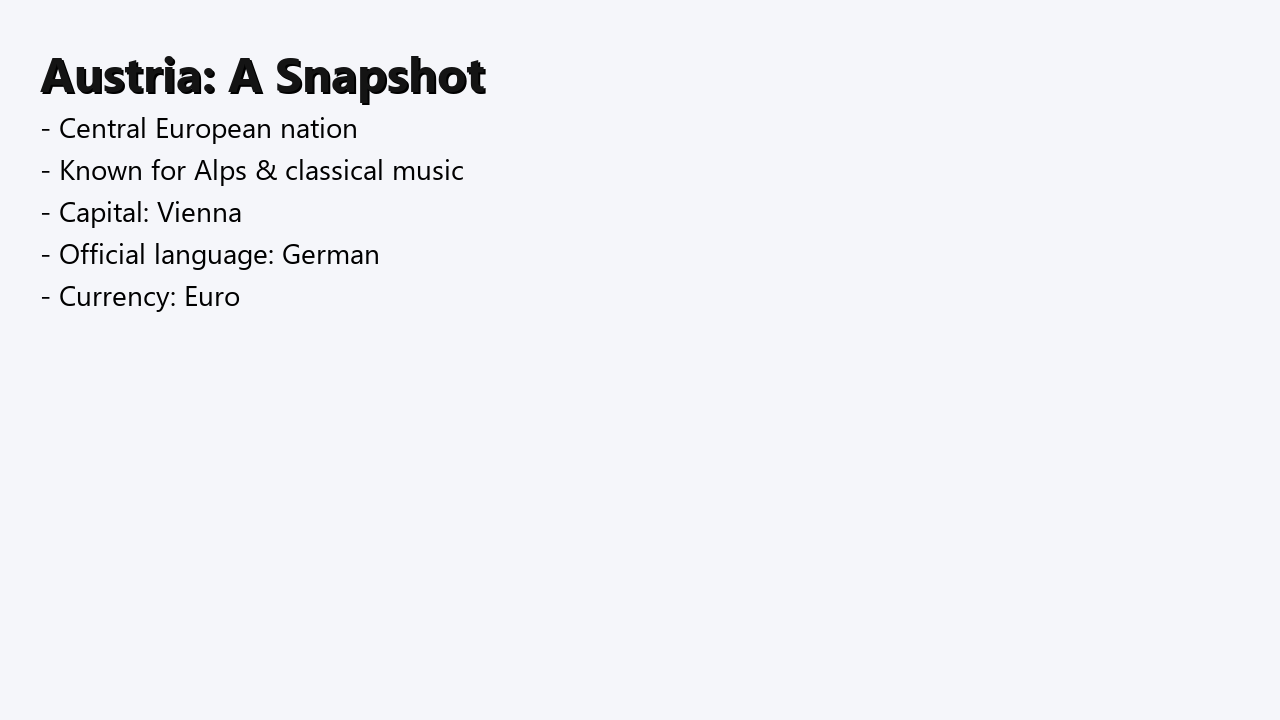 Austria: A Snapshot
- Central European nation
- Known for Alps & classical music
- Capital: Vienna
- Official language: German
- Currency: Euro